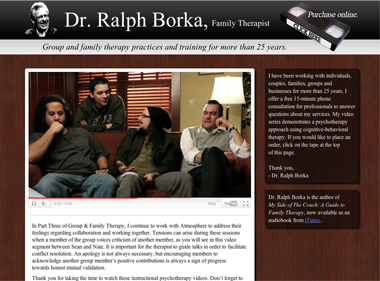 Dr. Ralph Borka, Family Therapist
Purchase online.
CLICK HERE
Group and family therapy practices and training for more than 25 years.
I have been working with individuals,
couples, families, groups and
businesses for more than 25 years. I
offer a free 15-minute phone
consultation for professionals to answer
questions about my services. My video
series demonstrates a psychotherapy
approach using cognitive-behavioral
therapy. If you would like to place an
order, click on the tape at the top
of this page.
Thank you,
- Dr. Ralph Borka
Dr. Ralph Borka is the author of
My Side of The Couch: A Guide to
Family Therapy, now available as an
audiobook from iTunes.
In Part Three of Group & Family Therapy, I continue to work with Atmosphere to address their
feelings regarding collaboration and working together. Tensions can arise during these sessions
when a member of the group voices criticism of another member, as you will see in this video
segment between Sean and Nate. It is important for the therapist to guide talks in order to facilitate
conflict resolution. An apology is not always necessary, but encouraging members to
acknowledge another group member's positive contributions is always a sign of progress
towards honest mutual validation.
Thank you for taking the time to watch these instructional psychotherapy videos. Don't forget to